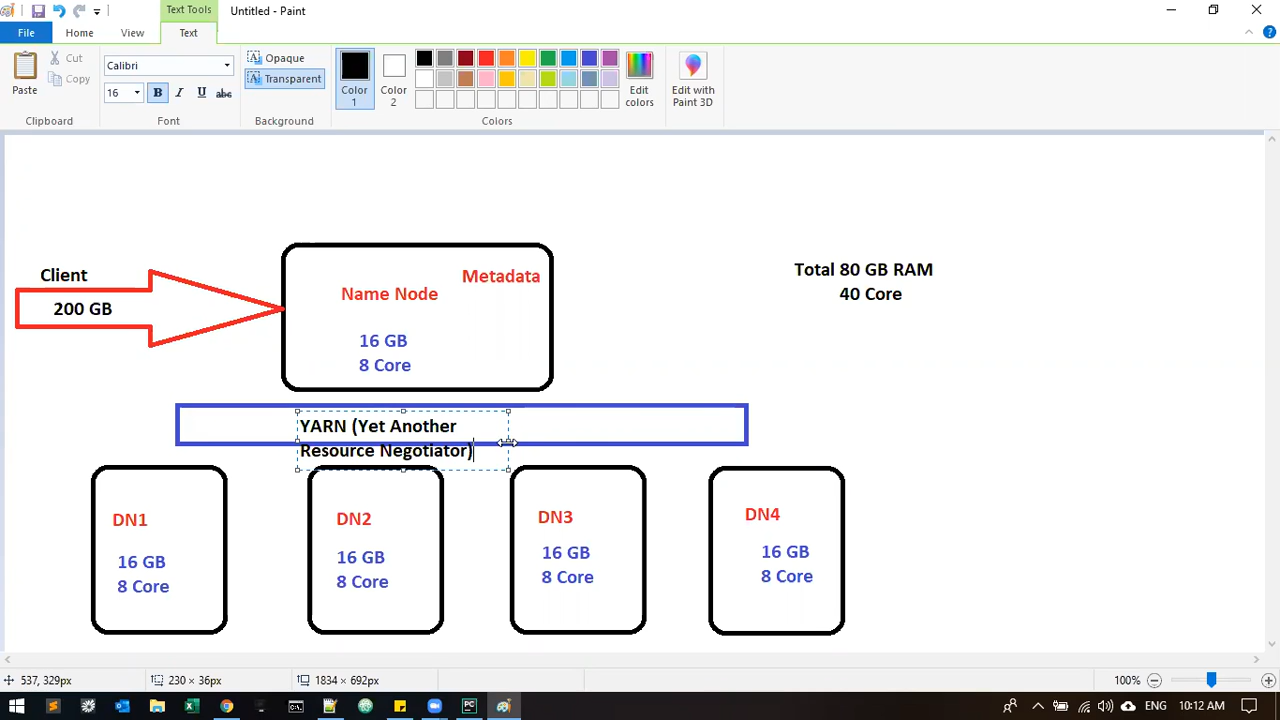 Text Tools
Untitled - Paint
File
Home
View
Text
Paste
Cut
Copy
Clipboard
Calibri
16
B I U abc
Font
Opaque
Transparent
Background
Color 1
Color 2
Edit colors
Colors
Edit with Paint 3D
Client
200 GB
Metadata
Name Node
16 GB
8 Core
Total 80 GB RAM
40 Core
YARN (Yet Another
Resource Negotiator)
DN1
16 GB
8 Core
DN2
16 GB
8 Core
DN3
16 GB
8 Core
DN4
16 GB
8 Core
537, 329px
230 × 36px
1834 × 692px
100%
ENG
10:12 AM